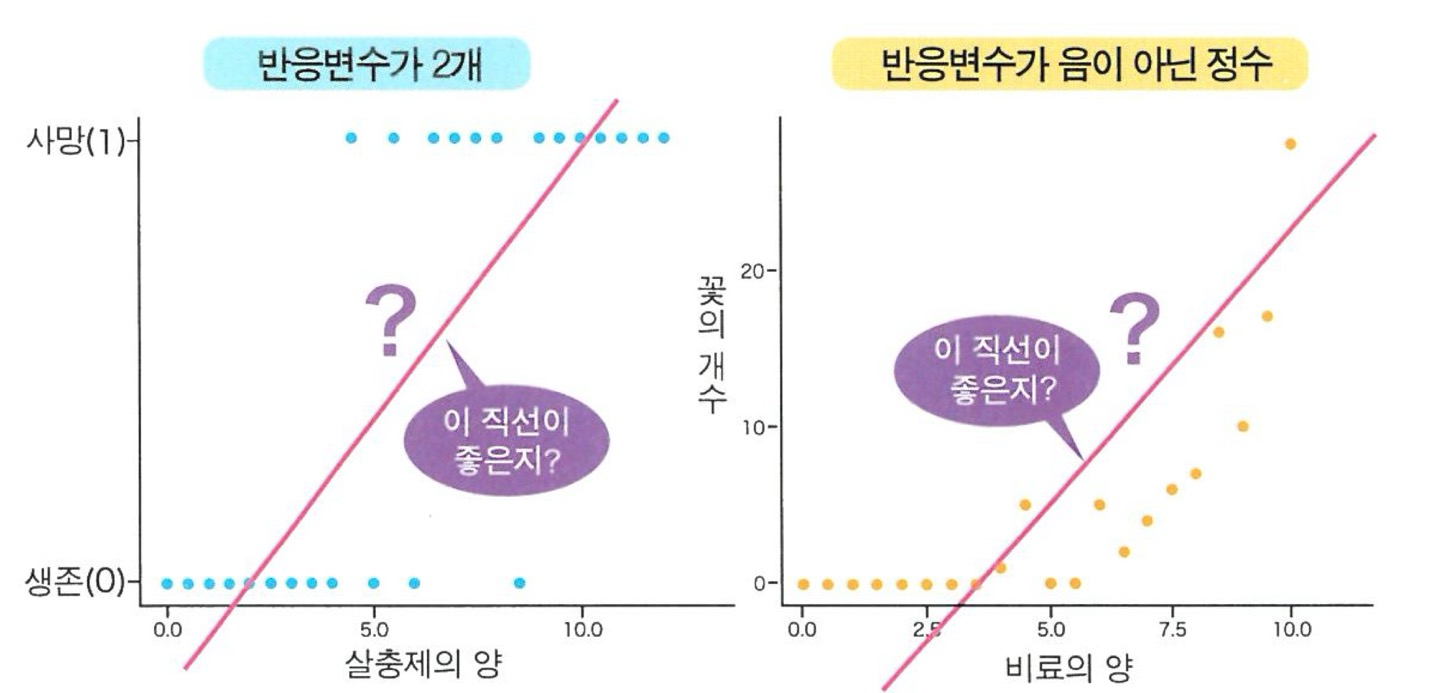 반응변수가 2개
사망(1)
생존(0)
?
이 직선이
좋은지?
0.0 5.0 10.0
살충제의 양
반응변수가 음이 아닌 정수
꽃의 개수
20
10
0
?
이 직선이
좋은지?
0.0 2.5 5.0 7.5 10.0
비료의 양